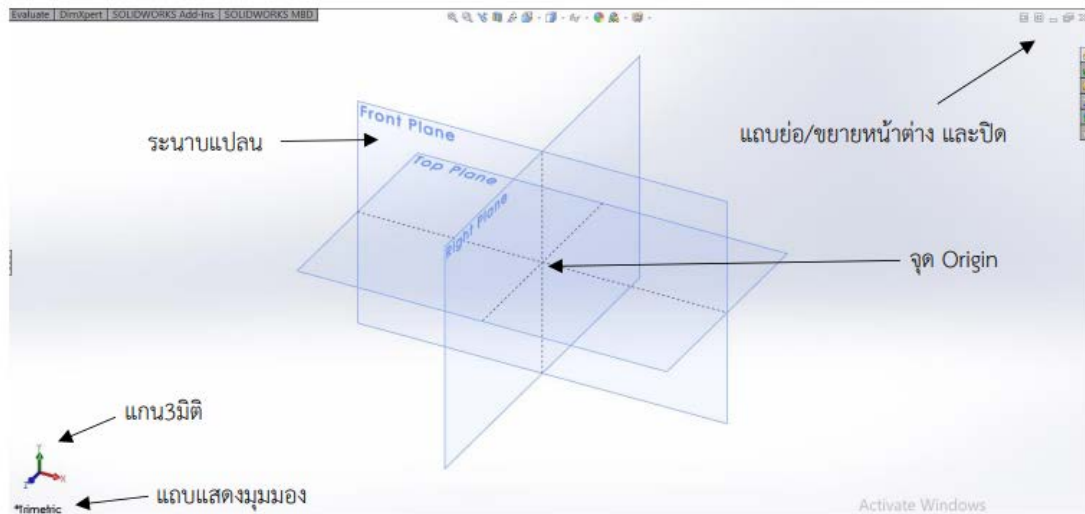 Evaluate | DimXpert | SOLIDWORKS Add-Ins | SOLIDWORKS MBD
Front Plane
ระนาบแปลน
แถบย่อ/ขยายหน้าต่าง และปิด
Top Plane
Right Plane
จุด Origin
แกน3มิติ
Y
X
Z
แถบแสดงมุมมอง
*Trimetric
Activate Windows